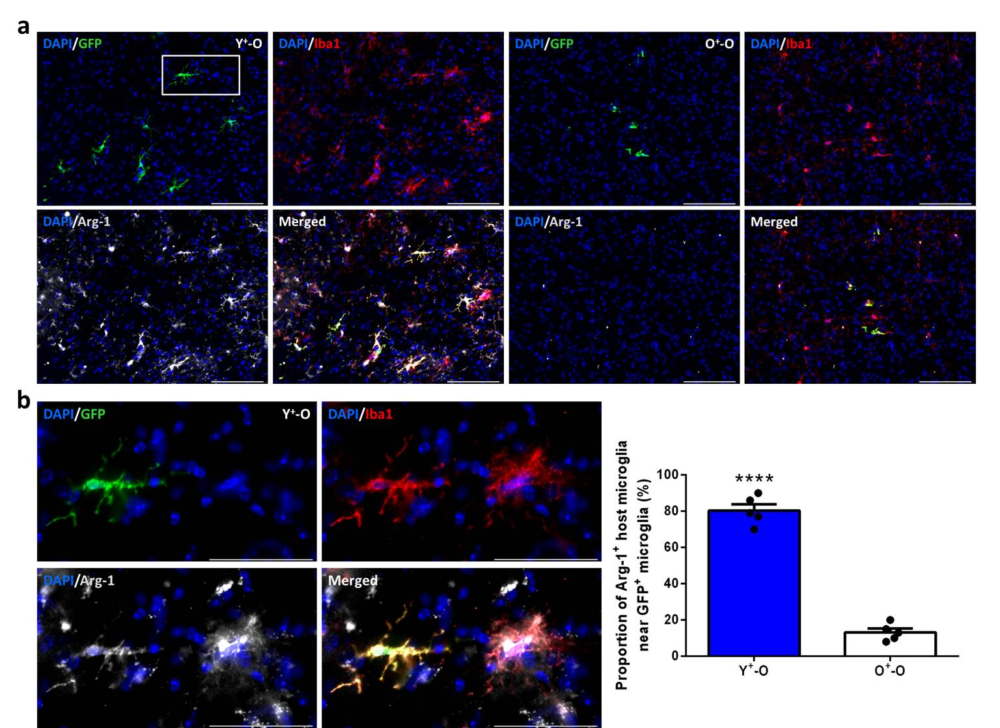 a
DAPI/GFP Y⁺-O
DAPI/Iba1
DAPI/GFP O⁺-O
DAPI/Iba1
DAPI/Arg-1
Merged
DAPI/Arg-1
Merged
b
DAPI/GFP Y⁺-O
DAPI/Iba1
DAPI/Arg-1
Merged
Proportion of Arg-1⁺ host microglia
near GFP⁺ microglia (%)
100
80
60
40
20
0
****
Y⁺-O
O⁺-O